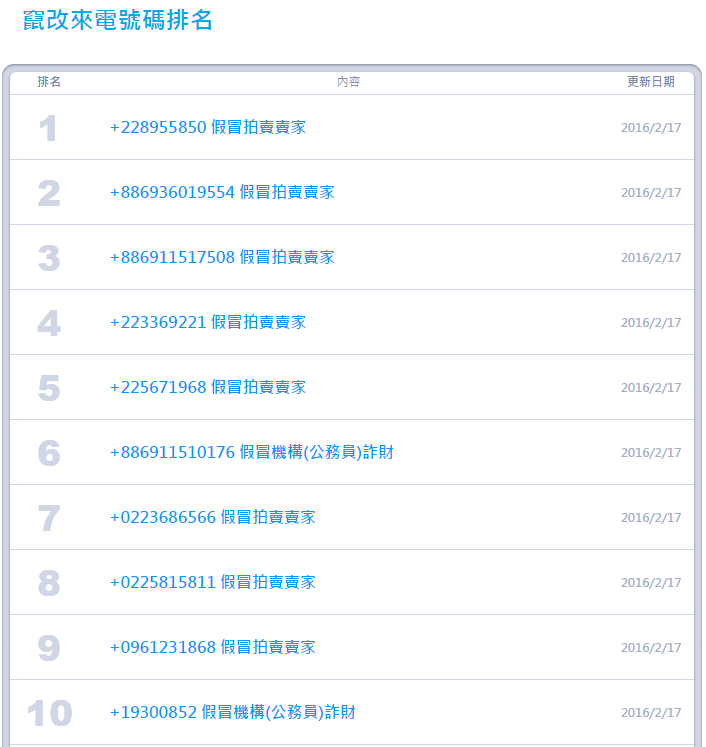 竄改來電號碼排名
排名 內容 更新日期
1 +228955850 假冒拍賣賣家 2016/2/17
2 +886936019554 假冒拍賣賣家 2016/2/17
3 +886911517508 假冒拍賣賣家 2016/2/17
4 +223369221 假冒拍賣賣家 2016/2/17
5 +225671968 假冒拍賣賣家 2016/2/17
6 +886911510176 假冒機構(公務員)詐財 2016/2/17
7 +0223686566 假冒拍賣賣家 2016/2/17
8 +0225815811 假冒拍賣賣家 2016/2/17
9 +0961231868 假冒拍賣賣家 2016/2/17
10 +19300852 假冒機構(公務員)詐財 2016/2/17